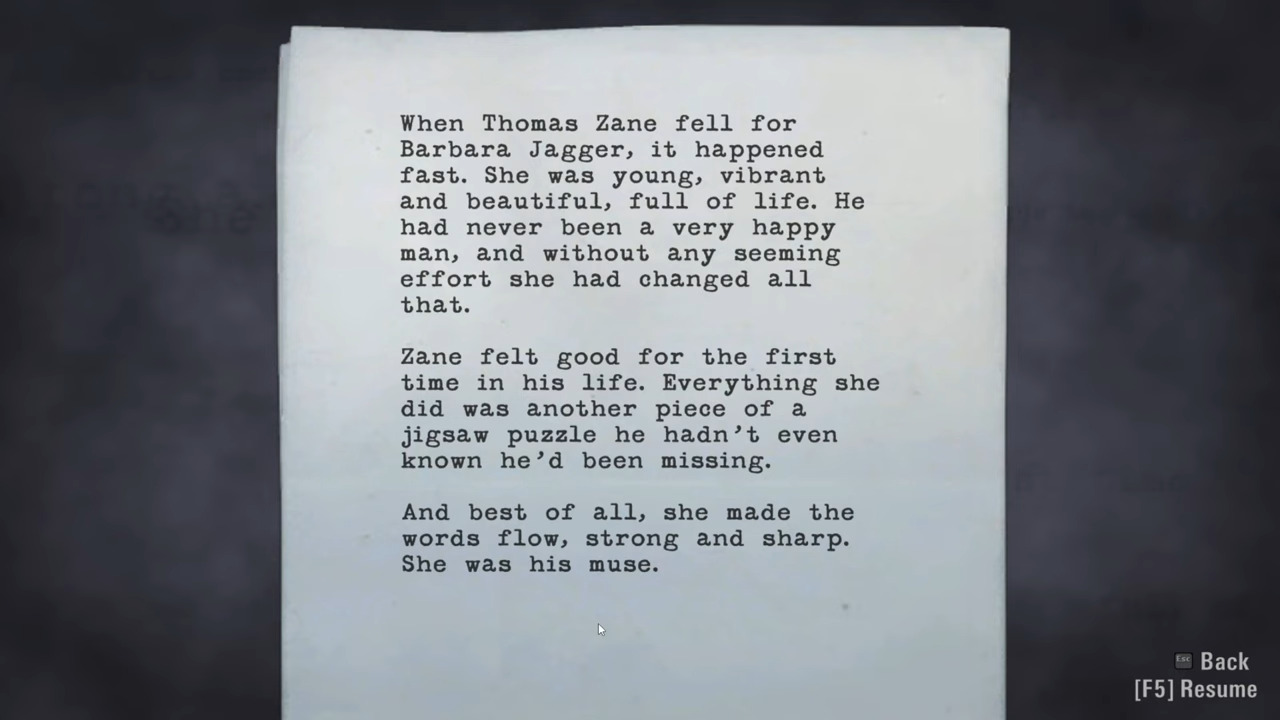 When Thomas Zane fell for
Barbara Jagger, it happened
fast. She was young, vibrant
and beautiful, full of life. He
had never been a very happy
man, and without any seeming
effort she had changed all
that.
Zane felt good for the first
time in his life. Everything she
did was another piece of a
jigsaw puzzle he hadn’t even
known he’d been missing.
And best of all, she made the
words flow, strong and sharp.
She was his muse.
Esc Back
[F5] Resume